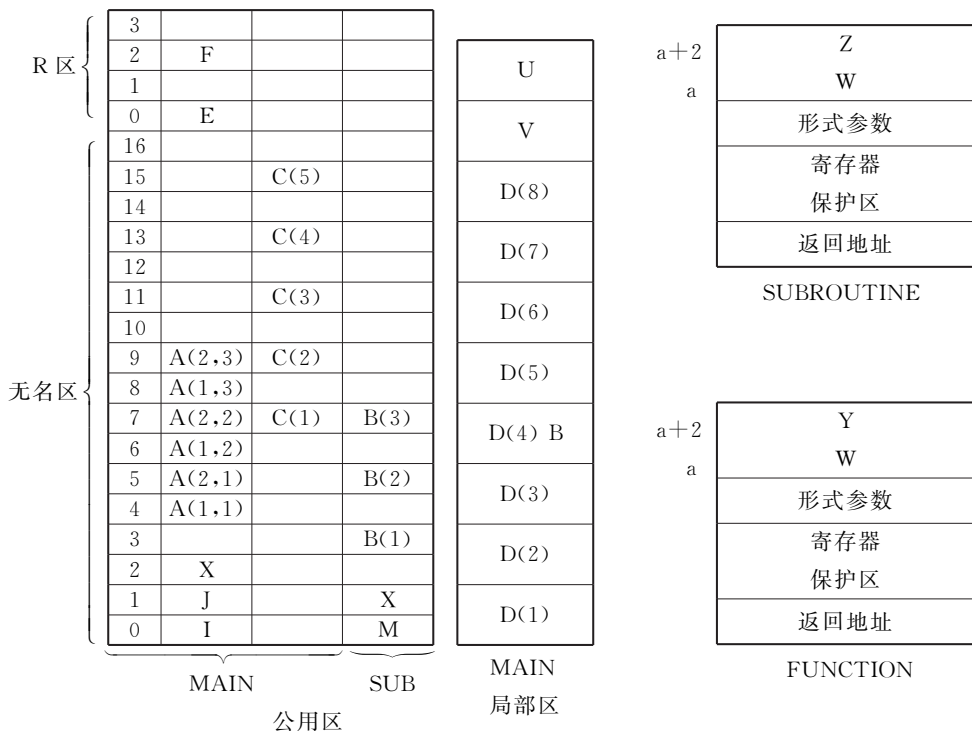 R 区
3
2 F
1
0 E
无名区
16
15 C(5)
14
13 C(4)
12
11 C(3)
10
9 A(2,3) C(2)
8 A(1,3)
7 A(2,2) C(1) B(3)
6 A(1,2)
5 A(2,1) B(2)
4 A(1,1)
3 B(1)
2 X
1 J X
0 I M
MAIN SUB
公用区
U
V
D(8)
D(7)
D(6)
D(5)
D(4) B
D(3)
D(2)
D(1)
MAIN
局部区
a+2 Z
a W
形式参数
寄存器
保护区
返回地址
SUBROUTINE
a+2 Y
a W
形式参数
寄存器
保护区
返回地址
FUNCTION